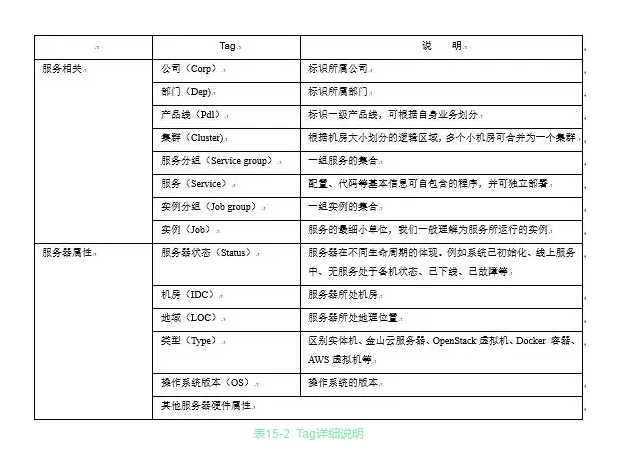 Tag 说 明
服务相关 公司（Corp） 标识所属公司
部门（Dep) 标识所属部门
产品线（Pdl） 标识一级产品线，可根据自身业务划分
集群（Cluster) 根据机房大小划分的逻辑区域，多个小机房可合并为一个集群
服务分组（Service group） 一组服务的集合
服务（Service） 配置、代码等基本信息可自包含的程序，并可独立部署
实例分组（Job group） 一组实例的集合
实例（Job） 服务的最细小单位，我们一般理解为服务所运行的实例
服务器属性 服务器状态（Status） 服务器在不同生命周期的体现。例如系统已初始化、线上服务
中、无服务处于备机状态、已下线、已故障等
机房（IDC） 服务器所处机房
地域（LOC） 服务器所处地理位置
类型（Type） 区别实体机、金山云服务器、OpenStack 虚拟机、Docker 容器、
AWS 虚拟机等
操作系统版本（OS） 操作系统的版本
其他服务器硬件属性
表15-2 Tag详细说明